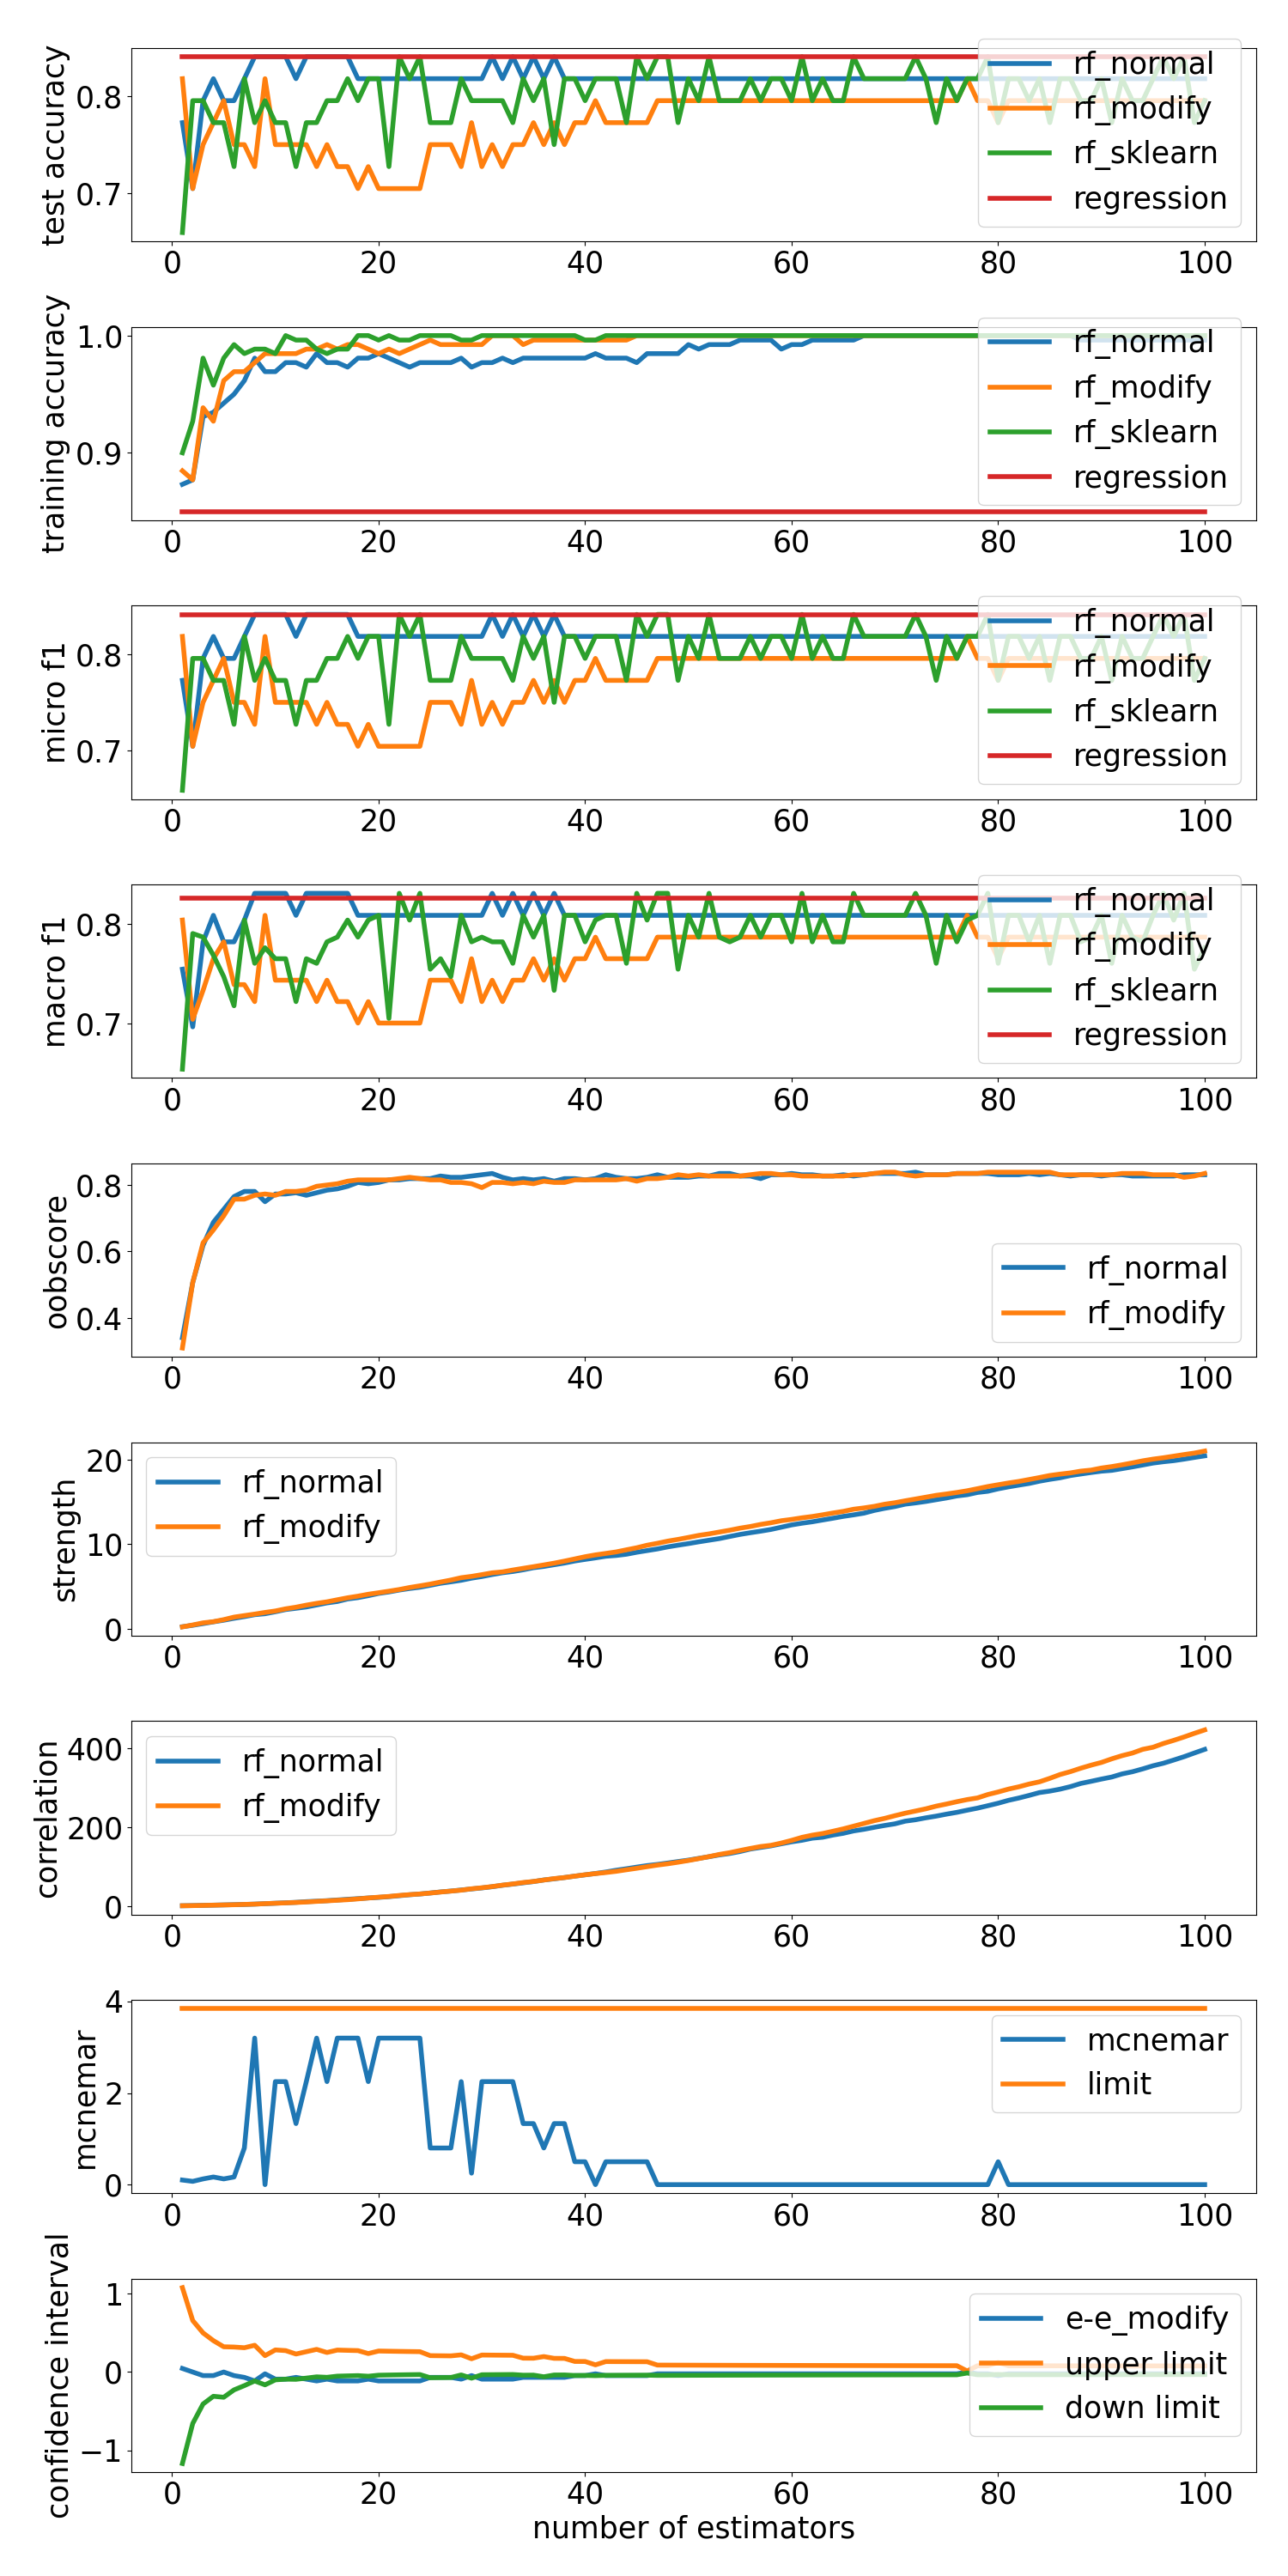 test accuracy
0.8
0.7
rf_normal
rf_modify
rf_sklearn
regression
0 20 40 60 80 100
training accuracy
1.0
0.9
rf_normal
rf_modify
rf_sklearn
regression
0 20 40 60 80 100
micro f1
0.8
0.7
rf_normal
rf_modify
rf_sklearn
regression
0 20 40 60 80 100
macro f1
0.8
0.7
rf_normal
rf_modify
rf_sklearn
regression
0 20 40 60 80 100
oobscore
0.8
0.6
0.4
rf_normal
rf_modify
0 20 40 60 80 100
strength
20
10
0
rf_normal
rf_modify
0 20 40 60 80 100
correlation
400
200
0
rf_normal
rf_modify
0 20 40 60 80 100
mcnemar
4
2
0
mcnemar
limit
0 20 40 60 80 100
confidence interval
1
0
−1
e-e_modify
upper limit
down limit
0 20 40 60 80 100
number of estimators